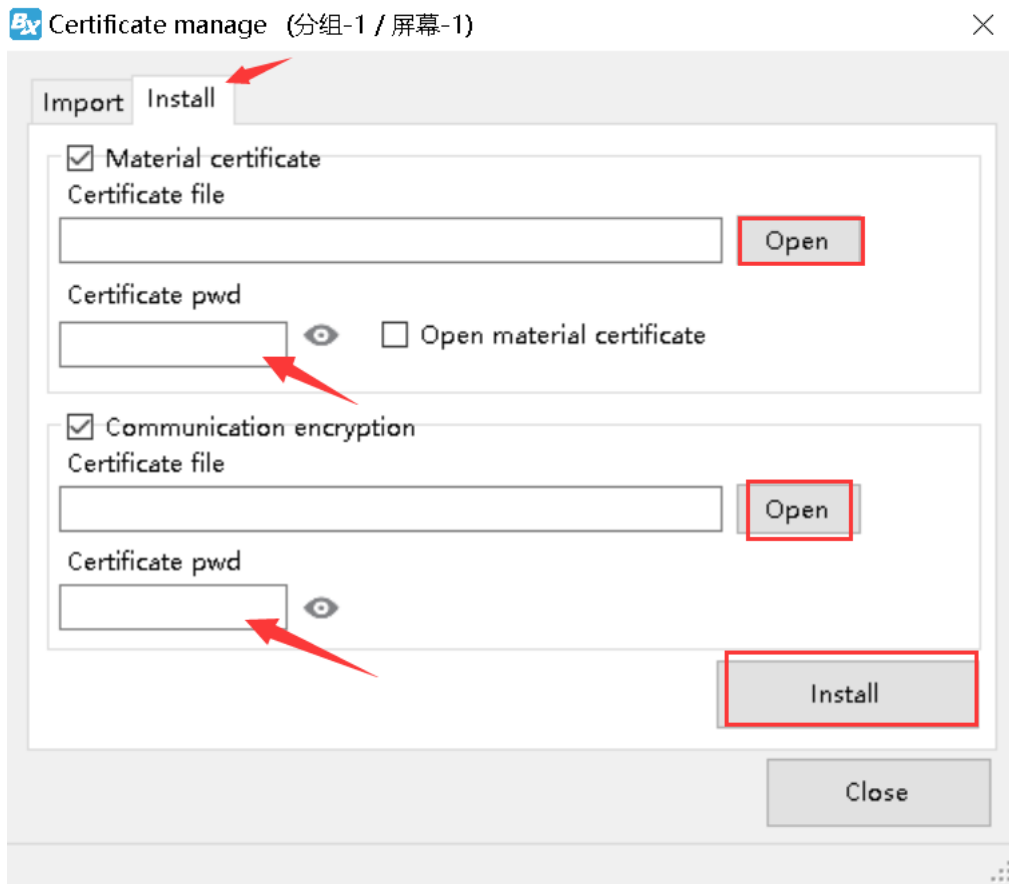 BX Certificate manage (分组-1 / 屏幕-1)
Import Install
Material certificate
Certificate file
Open
Certificate pwd
Open material certificate
Communication encryption
Certificate file
Open
Certificate pwd
Install
Close